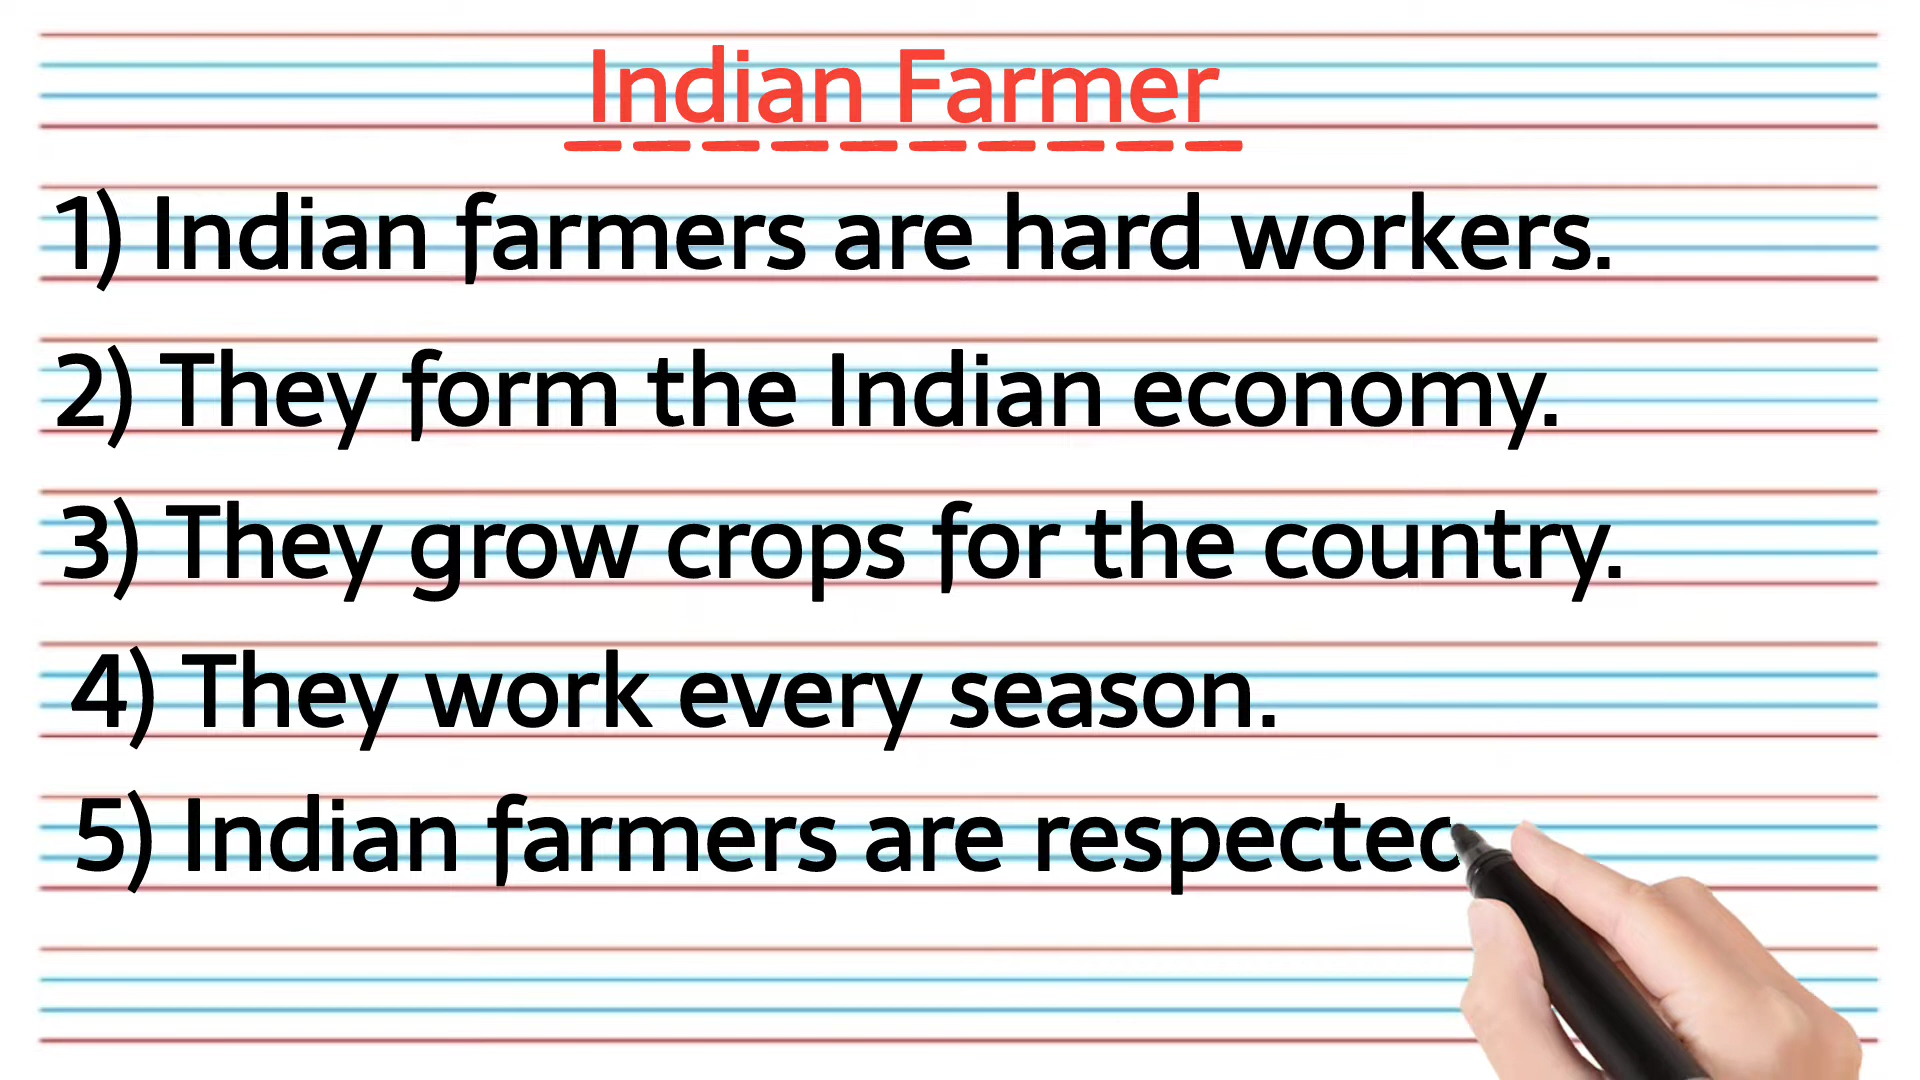 Indian Farmer
1) Indian farmers are hard workers.
2) They form the Indian economy.
3) They grow crops for the country.
4) They work every season.
5) Indian farmers are respected